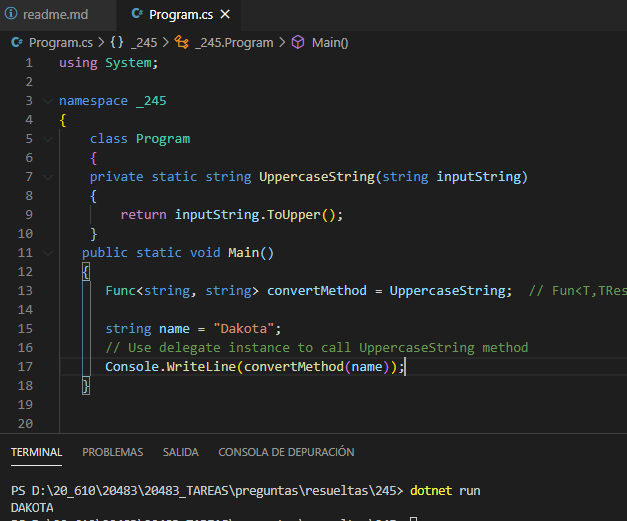 readme.md
Program.cs
Program.cs > {} _245 > _245.Program > Main()
1 using System;
2
3 namespace _245
4 {
5 class Program
6 {
7 private static string UppercaseString(string inputString)
8 {
9 return inputString.ToUpper();
10 }
11 public static void Main()
12 {
13 Func<string, string> convertMethod = UppercaseString; // Fun<T,TRes
14
15 string name = "Dakota";
16 // Use delegate instance to call UppercaseString method
17 Console.WriteLine(convertMethod(name));
18 }
19
20
TERMINAL PROBLEMAS SALIDA CONSOLA DE DEPURACIÓN
PS D:\20_610\20483\20483_TAREAS\preguntas\resueltas\245> dotnet run
DAKOTA